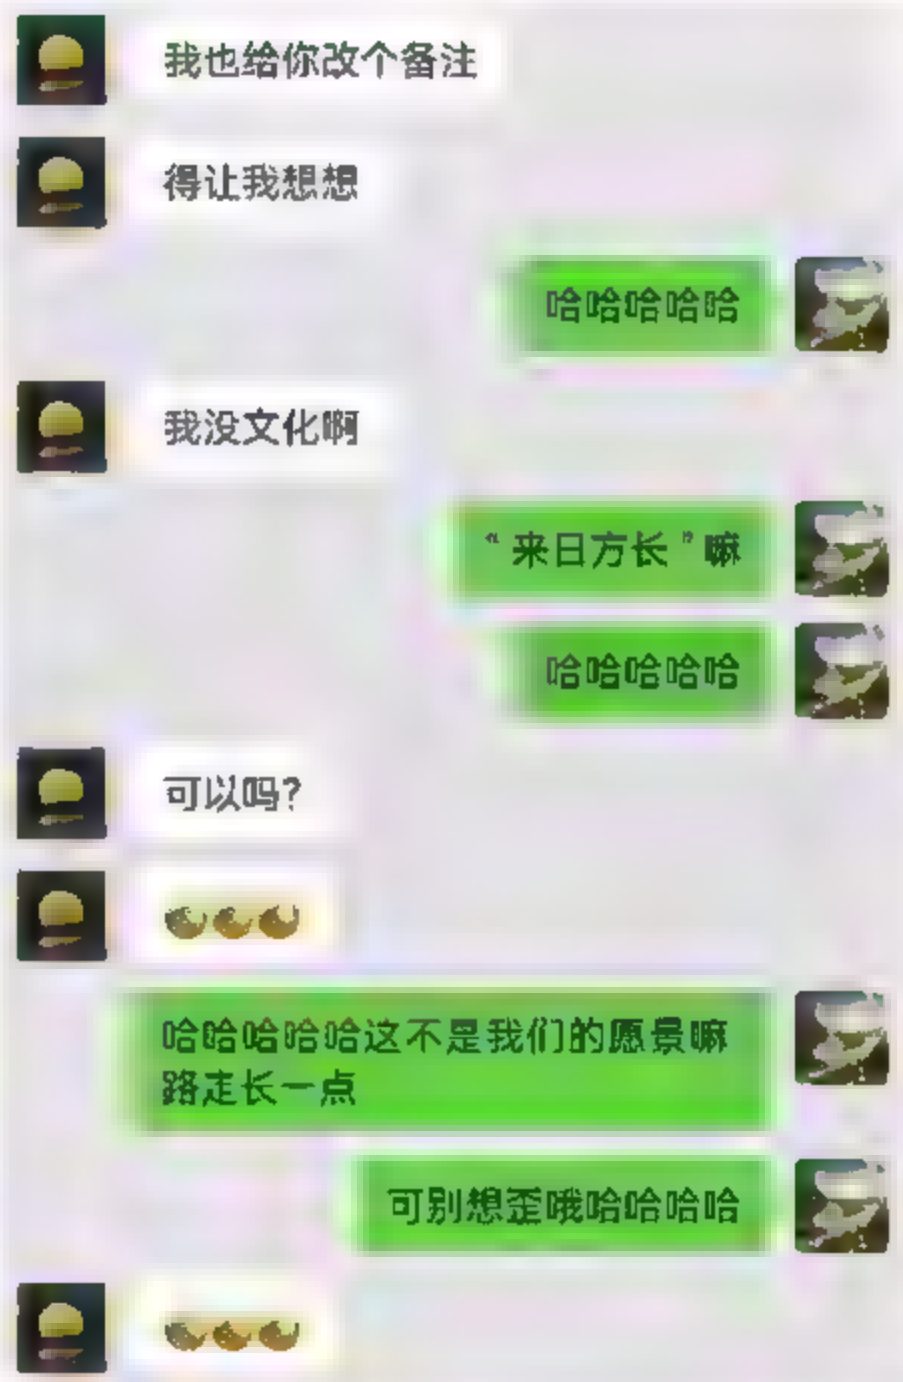 我也给你改个备注
得让我想想
哈哈哈哈哈
我没文化啊
“来日方长”嘛
哈哈哈哈哈
可以吗?
哈哈哈哈哈这不是我们的愿景嘛
路走长一点
可别想歪哦哈哈哈哈